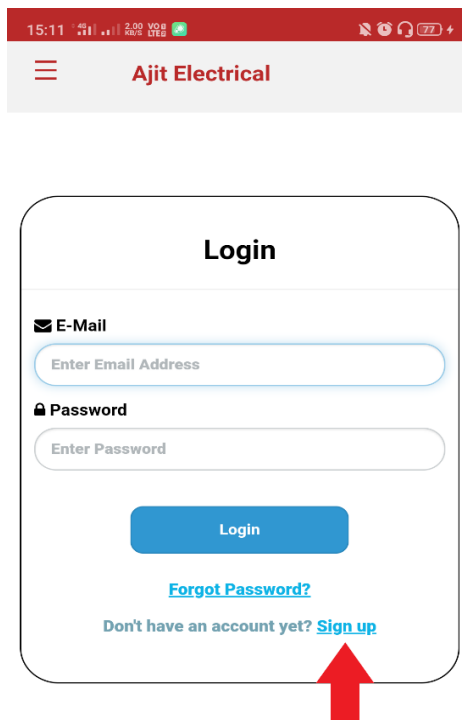 15:11 4G 2.00 KB/S VO LTE 77
Ajit Electrical
Login
E-Mail
Enter Email Address
Password
Enter Password
Login
Forgot Password?
Don't have an account yet? Sign up